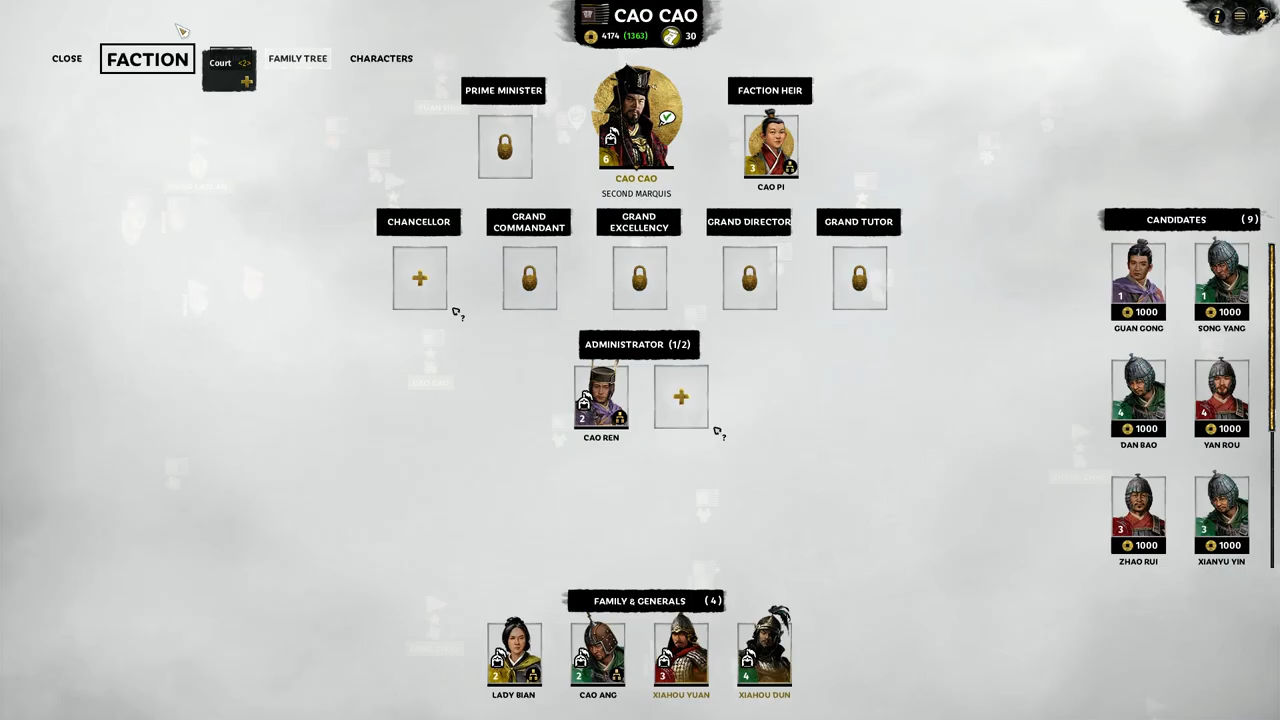 CAO CAO
4174 (1363) 30
CLOSE
FACTION
Court <2>
FAMILY TREE
CHARACTERS
PRIME MINISTER
FACTION HEIR
6
CAO CAO
SECOND MARQUIS
3
CAO PI
CHANCELLOR
GRAND
COMMANDANT
GRAND
EXCELLENCY
GRAND DIRECTOR
GRAND TUTOR
?
ADMINISTRATOR (1/2)
2
CAO REN
?
CANDIDATES (9)
1
1000
GUAN GONG
1
1000
SONG YANG
4
1000
DAN BAO
4
1000
YAN ROU
3
1000
ZHAO RUI
3
1000
XIANYU YIN
CAO CAO
FAMILY & GENERALS (4)
2
LADY BIAN
2
CAO ANG
3
XIAHOU YUAN
4
XIAHOU DUN